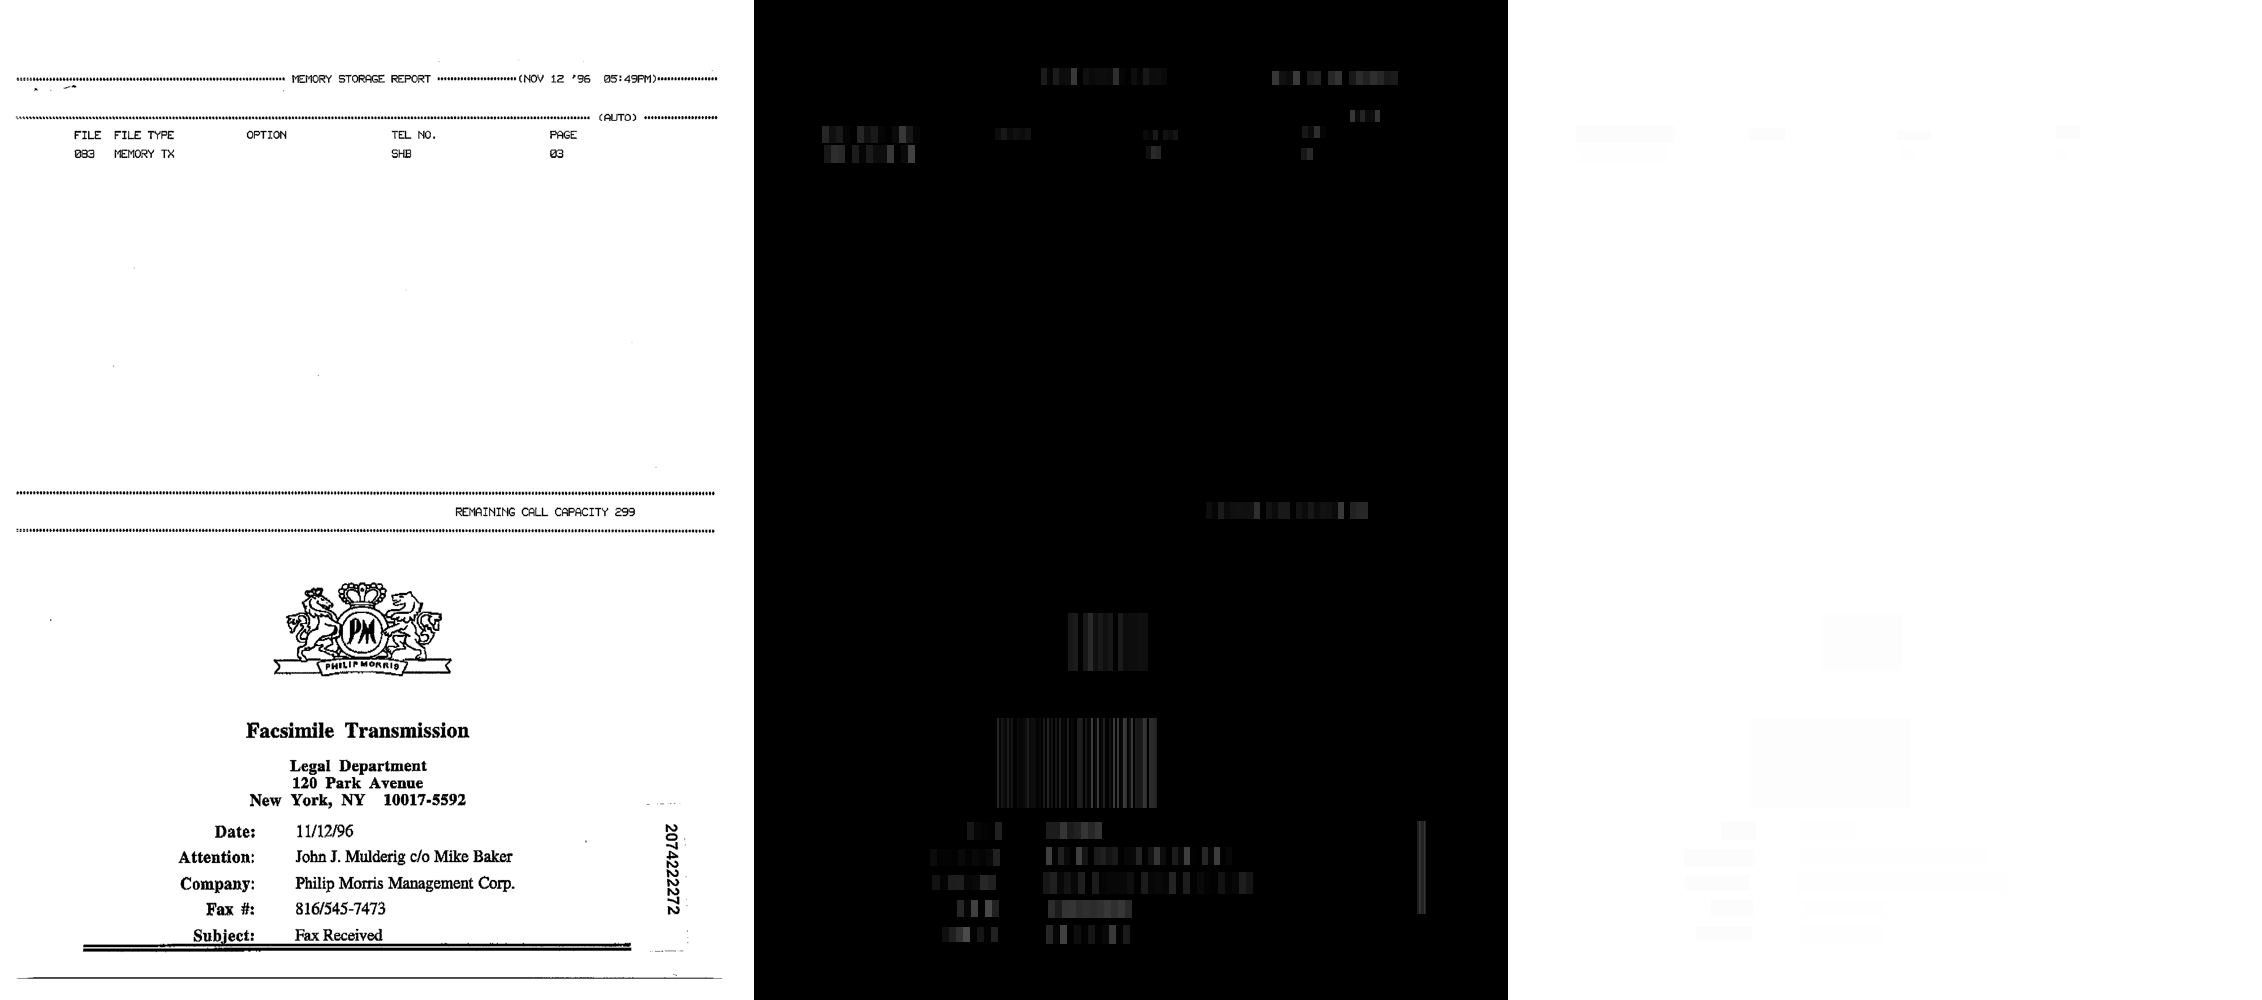 MEMORY STORAGE REPORT (NOV 12 '96 05:49PM)
(AUTO)
FILE FILE TYPE OPTION TEL NO. PAGE
083 MEMORY TX SHB 03
REMAINING CALL CAPACITY 299
PM
PHILIP MORRIS
Facsimile Transmission
Legal Department
120 Park Avenue
New York, NY 10017-5592
Date: 11/12/96
Attention: John J. Mulderig c/o Mike Baker
Company: Philip Morris Management Corp.
Fax #: 816/545-7473
Subject: Fax Received
2074222272